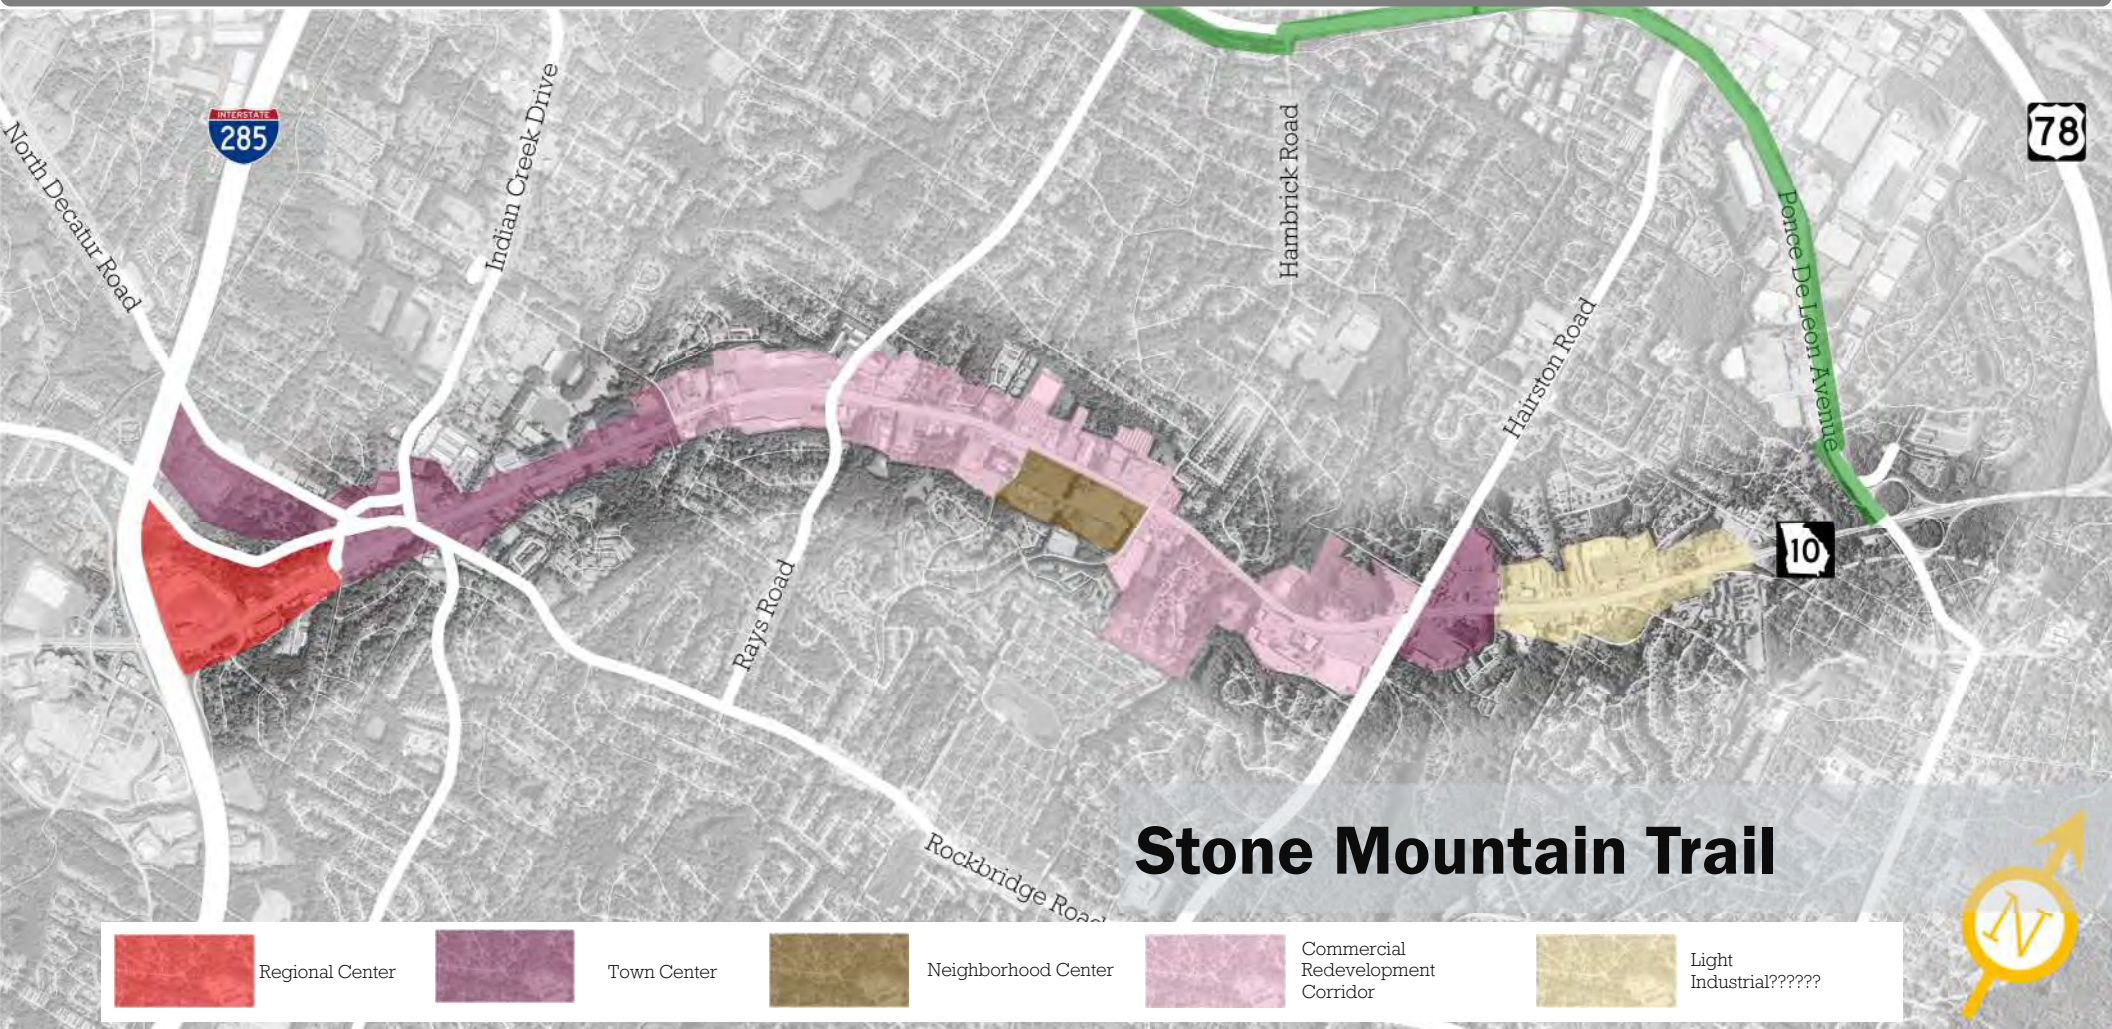 INTERSTATE
285
North Decatur Road
Indian Creek Drive
Hambrick Road
78
Ponce De Leon Avenue
Hairston Road
10
Rays Road
Rockbridge Road
Stone Mountain Trail
N
Regional Center
Town Center
Neighborhood Center
Commercial
Redevelopment
Corridor
Light
Industrial??????